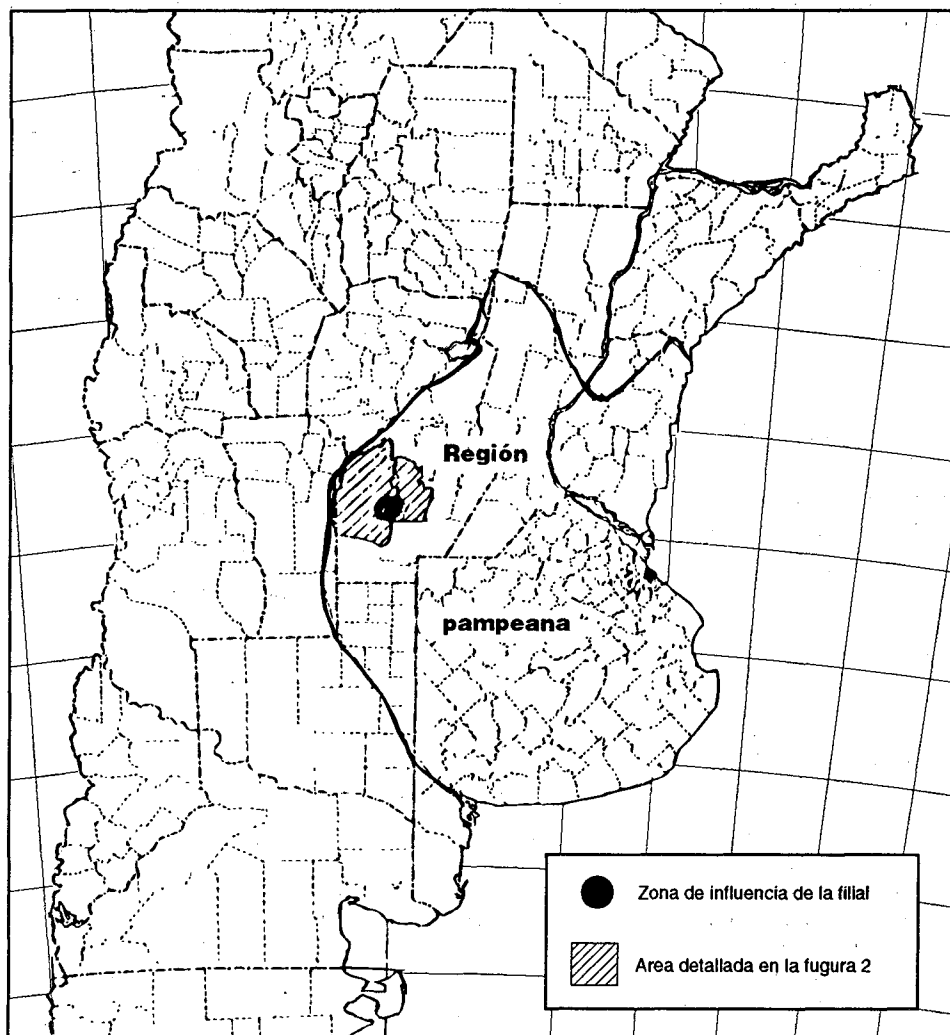 Región
pampeana
Zona de influencia de la filial
Area detallada en la fugura 2